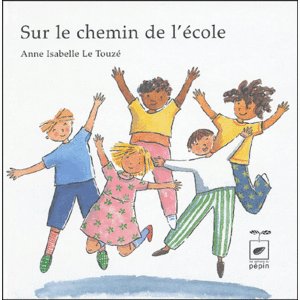 Sur le chemin de l'école
Anne Isabelle Le Touzé
pépin